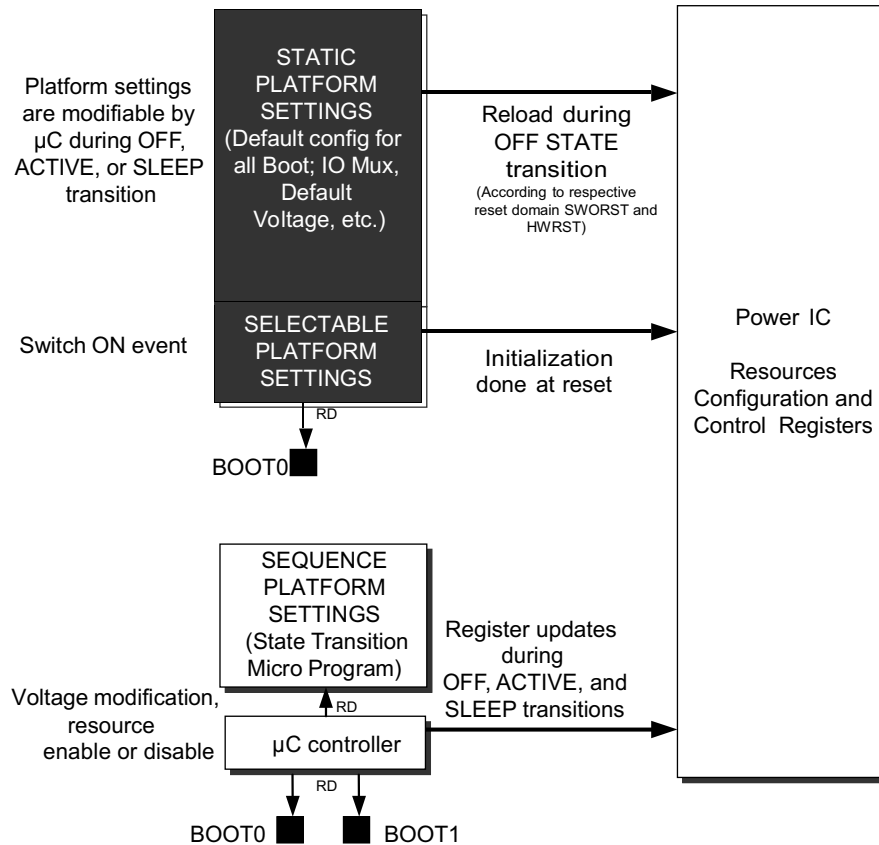 STATIC
PLATFORM
SETTINGS
(Default config for
all Boot; IO Mux,
Default
Voltage, etc.)
Platform settings
are modifiable by
µC during OFF,
ACTIVE, or SLEEP
transition
Reload during
OFF STATE
transition
(According to respective
reset domain SWORST and
HWRST)
Switch ON event
SELECTABLE
PLATFORM
SETTINGS
Initialization
done at reset
Power IC
Resources
Configuration and
Control Registers
RD
BOOT0
SEQUENCE
PLATFORM
SETTINGS
(State Transition
Micro Program)
Register updates
during
OFF, ACTIVE, and
SLEEP transitions
Voltage modification,
resource
enable or disable
RD
µC controller
RD
BOOT0
BOOT1